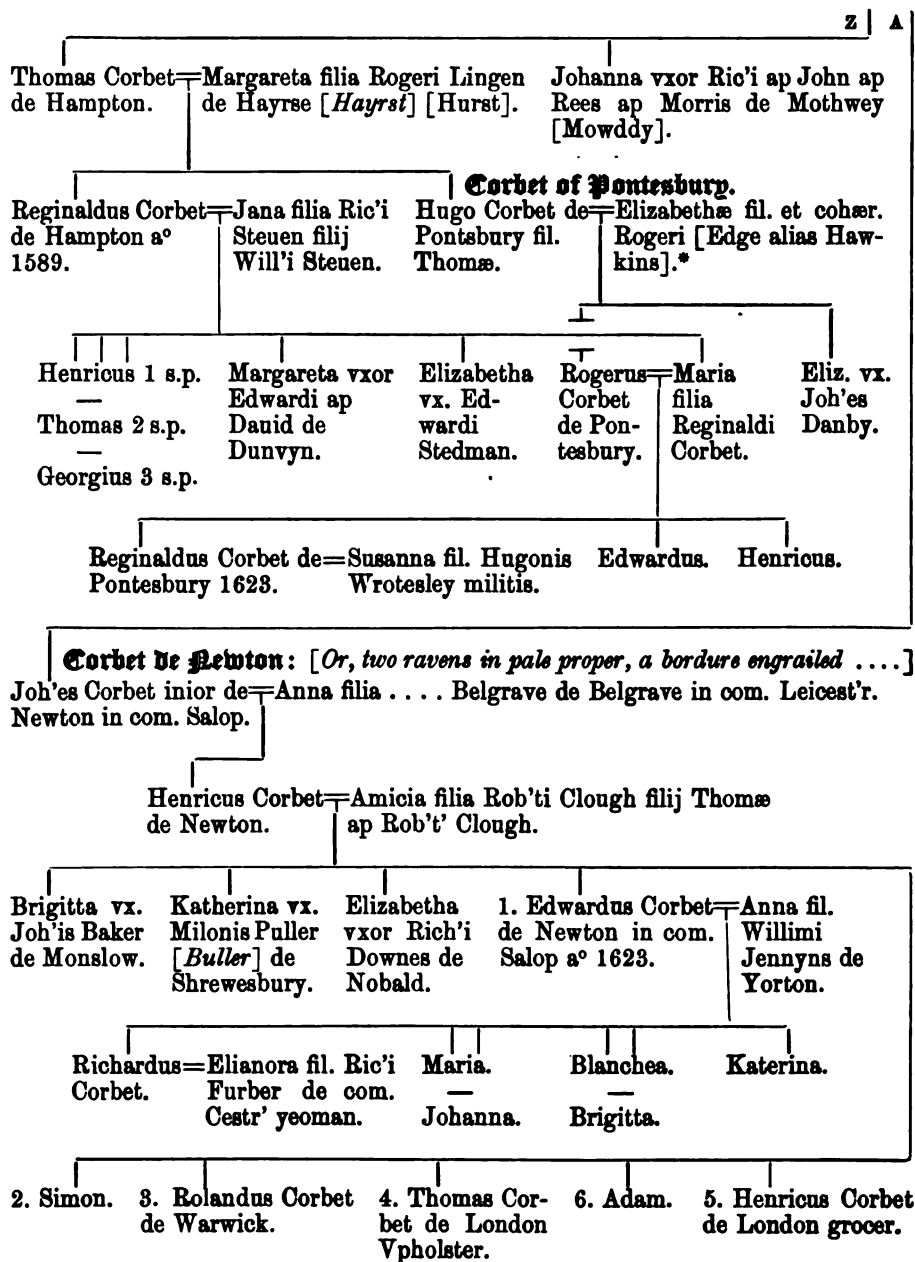 Z | A
Thomas Corbet=Margareta filia Rogeri Lingen
de Hampton. de Hayrse [Hayrst] [Hurst].
Johanna vxor Ric'i ap John ap
Rees ap Morris de Mothwey
[Mowddy].
Corbet of Pontesbury.
Reginaldus Corbet=Jana filia Ric'i
de Hampton aº Steuen filij
1589. Will'i Steuen.
Hugo Corbet de=Elizabethæ fil. et cohær.
Pontsbury fil. Rogeri [Edge alias Haw-
Thomæ. kins].*
Henricus 1 s.p.
—
Thomas 2 s.p.
—
Georgius 3 s.p.
Margareta vxor
Edwardi ap
Dauid de
Dunvyn.
Elizabetha
vx. Ed-
wardi
Stedman.
Rogerus=Maria
Corbet filia
de Pon- Reginaldi
tesbury. Corbet.
Eliz. vx.
Joh'es
Danby.
Reginaldus Corbet de=Susanna fil. Hugonis
Pontesbury 1623. Wrotesley militis.
Edwardus. Henricus.
Corbet de Newton: [Or, two ravens in pale proper, a bordure engrailed ....]
Joh'es Corbet inior de=Anna filia .... Belgrave de Belgrave in com. Leicest'r.
Newton in com. Salop.
Henricus Corbet=Amicia filia Rob'ti Clough filij Thomæ
de Newton. ap Rob't' Clough.
Brigitta vx.
Joh'is Baker
de Monslow.
Katherina vx.
Milonis Puller
[Buller] de
Shrewesbury.
Elizabetha
vxor Rich'i
Downes de
Nobald.
1. Edwardus Corbet=Anna fil.
de Newton in com. Willimi
Salop aº 1623. Jennyns de
Yorton.
Richardus=Elianora fil. Ric'i
Corbet. Furber de com.
Cestr' yeoman.
Maria.
—
Johanna.
Blanchea.
—
Brigitta.
Katerina.
2. Simon.
3. Rolandus Corbet
de Warwick.
4. Thomas Cor-
bet de London
Vpholster.
6. Adam.
5. Henricus Corbet
de London grocer.